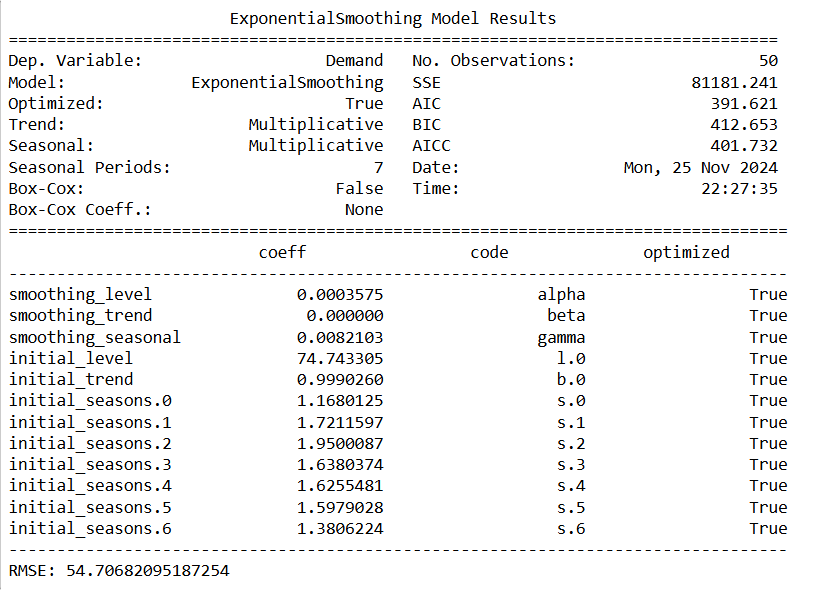 ExponentialSmoothing Model Results
================================================================================
Dep. Variable: Demand No. Observations: 50
Model: ExponentialSmoothing SSE 81181.241
Optimized: True AIC 391.621
Trend: Multiplicative BIC 412.653
Seasonal: Multiplicative AICC 401.732
Seasonal Periods: 7 Date: Mon, 25 Nov 2024
Box-Cox: False Time: 22:27:35
Box-Cox Coeff.: None
=================================================================================
coeff code optimized
---------------------------------------------------------------------------------
smoothing_level 0.0003575 alpha True
smoothing_trend 0.000000 beta True
smoothing_seasonal 0.0082103 gamma True
initial_level 74.743305 l.0 True
initial_trend 0.9990260 b.0 True
initial_seasons.0 1.1680125 s.0 True
initial_seasons.1 1.7211597 s.1 True
initial_seasons.2 1.9500087 s.2 True
initial_seasons.3 1.6380374 s.3 True
initial_seasons.4 1.6255481 s.4 True
initial_seasons.5 1.5979028 s.5 True
initial_seasons.6 1.3806224 s.6 True
---------------------------------------------------------------------------------
RMSE: 54.70682095187254